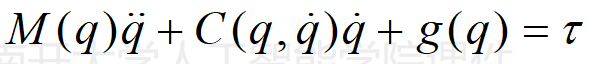 M(q)q̈ + C(q, q̇)q̇ + g(q) = τ